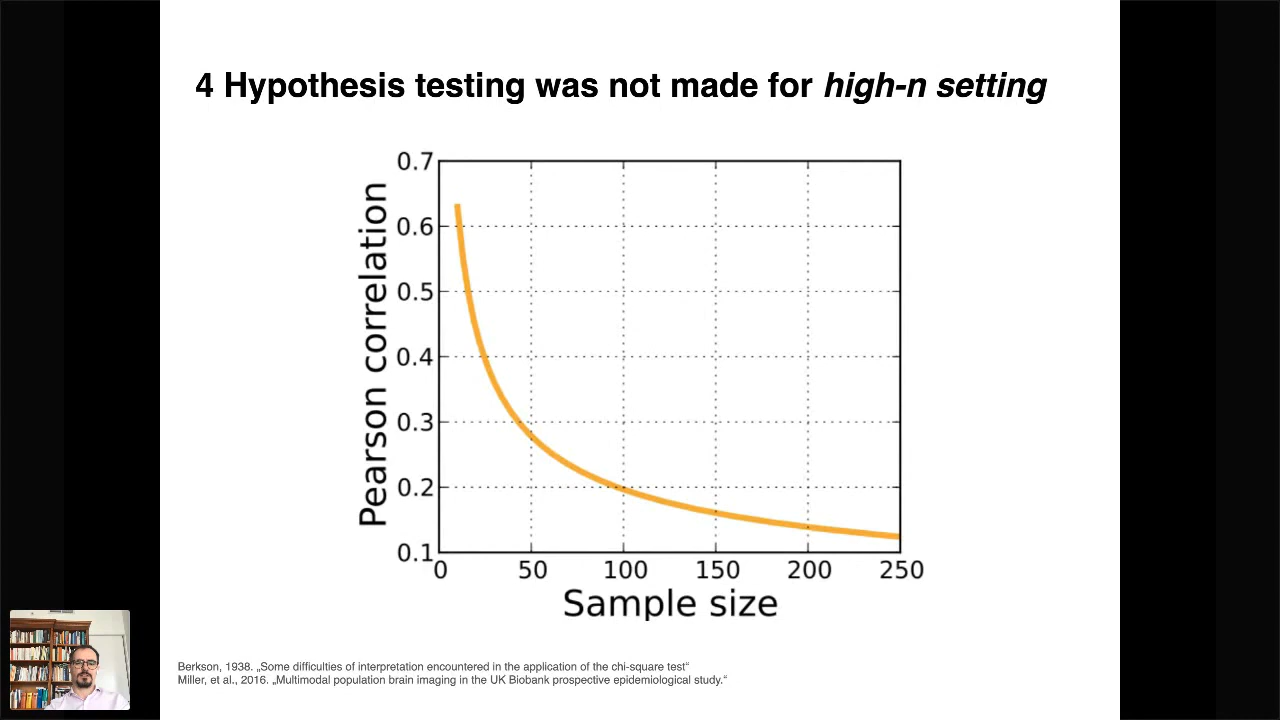 4 Hypothesis testing was not made for high-n setting
0.7
0.6
0.5
0.4
0.3
0.2
0.1
Pearson correlation
0 50 100 150 200 250
Sample size
Berkson, 1938. „Some difficulties of interpretation encountered in the application of the chi-square test“
Miller, et al., 2016. „Multimodal population brain imaging in the UK Biobank prospective epidemiological study.“